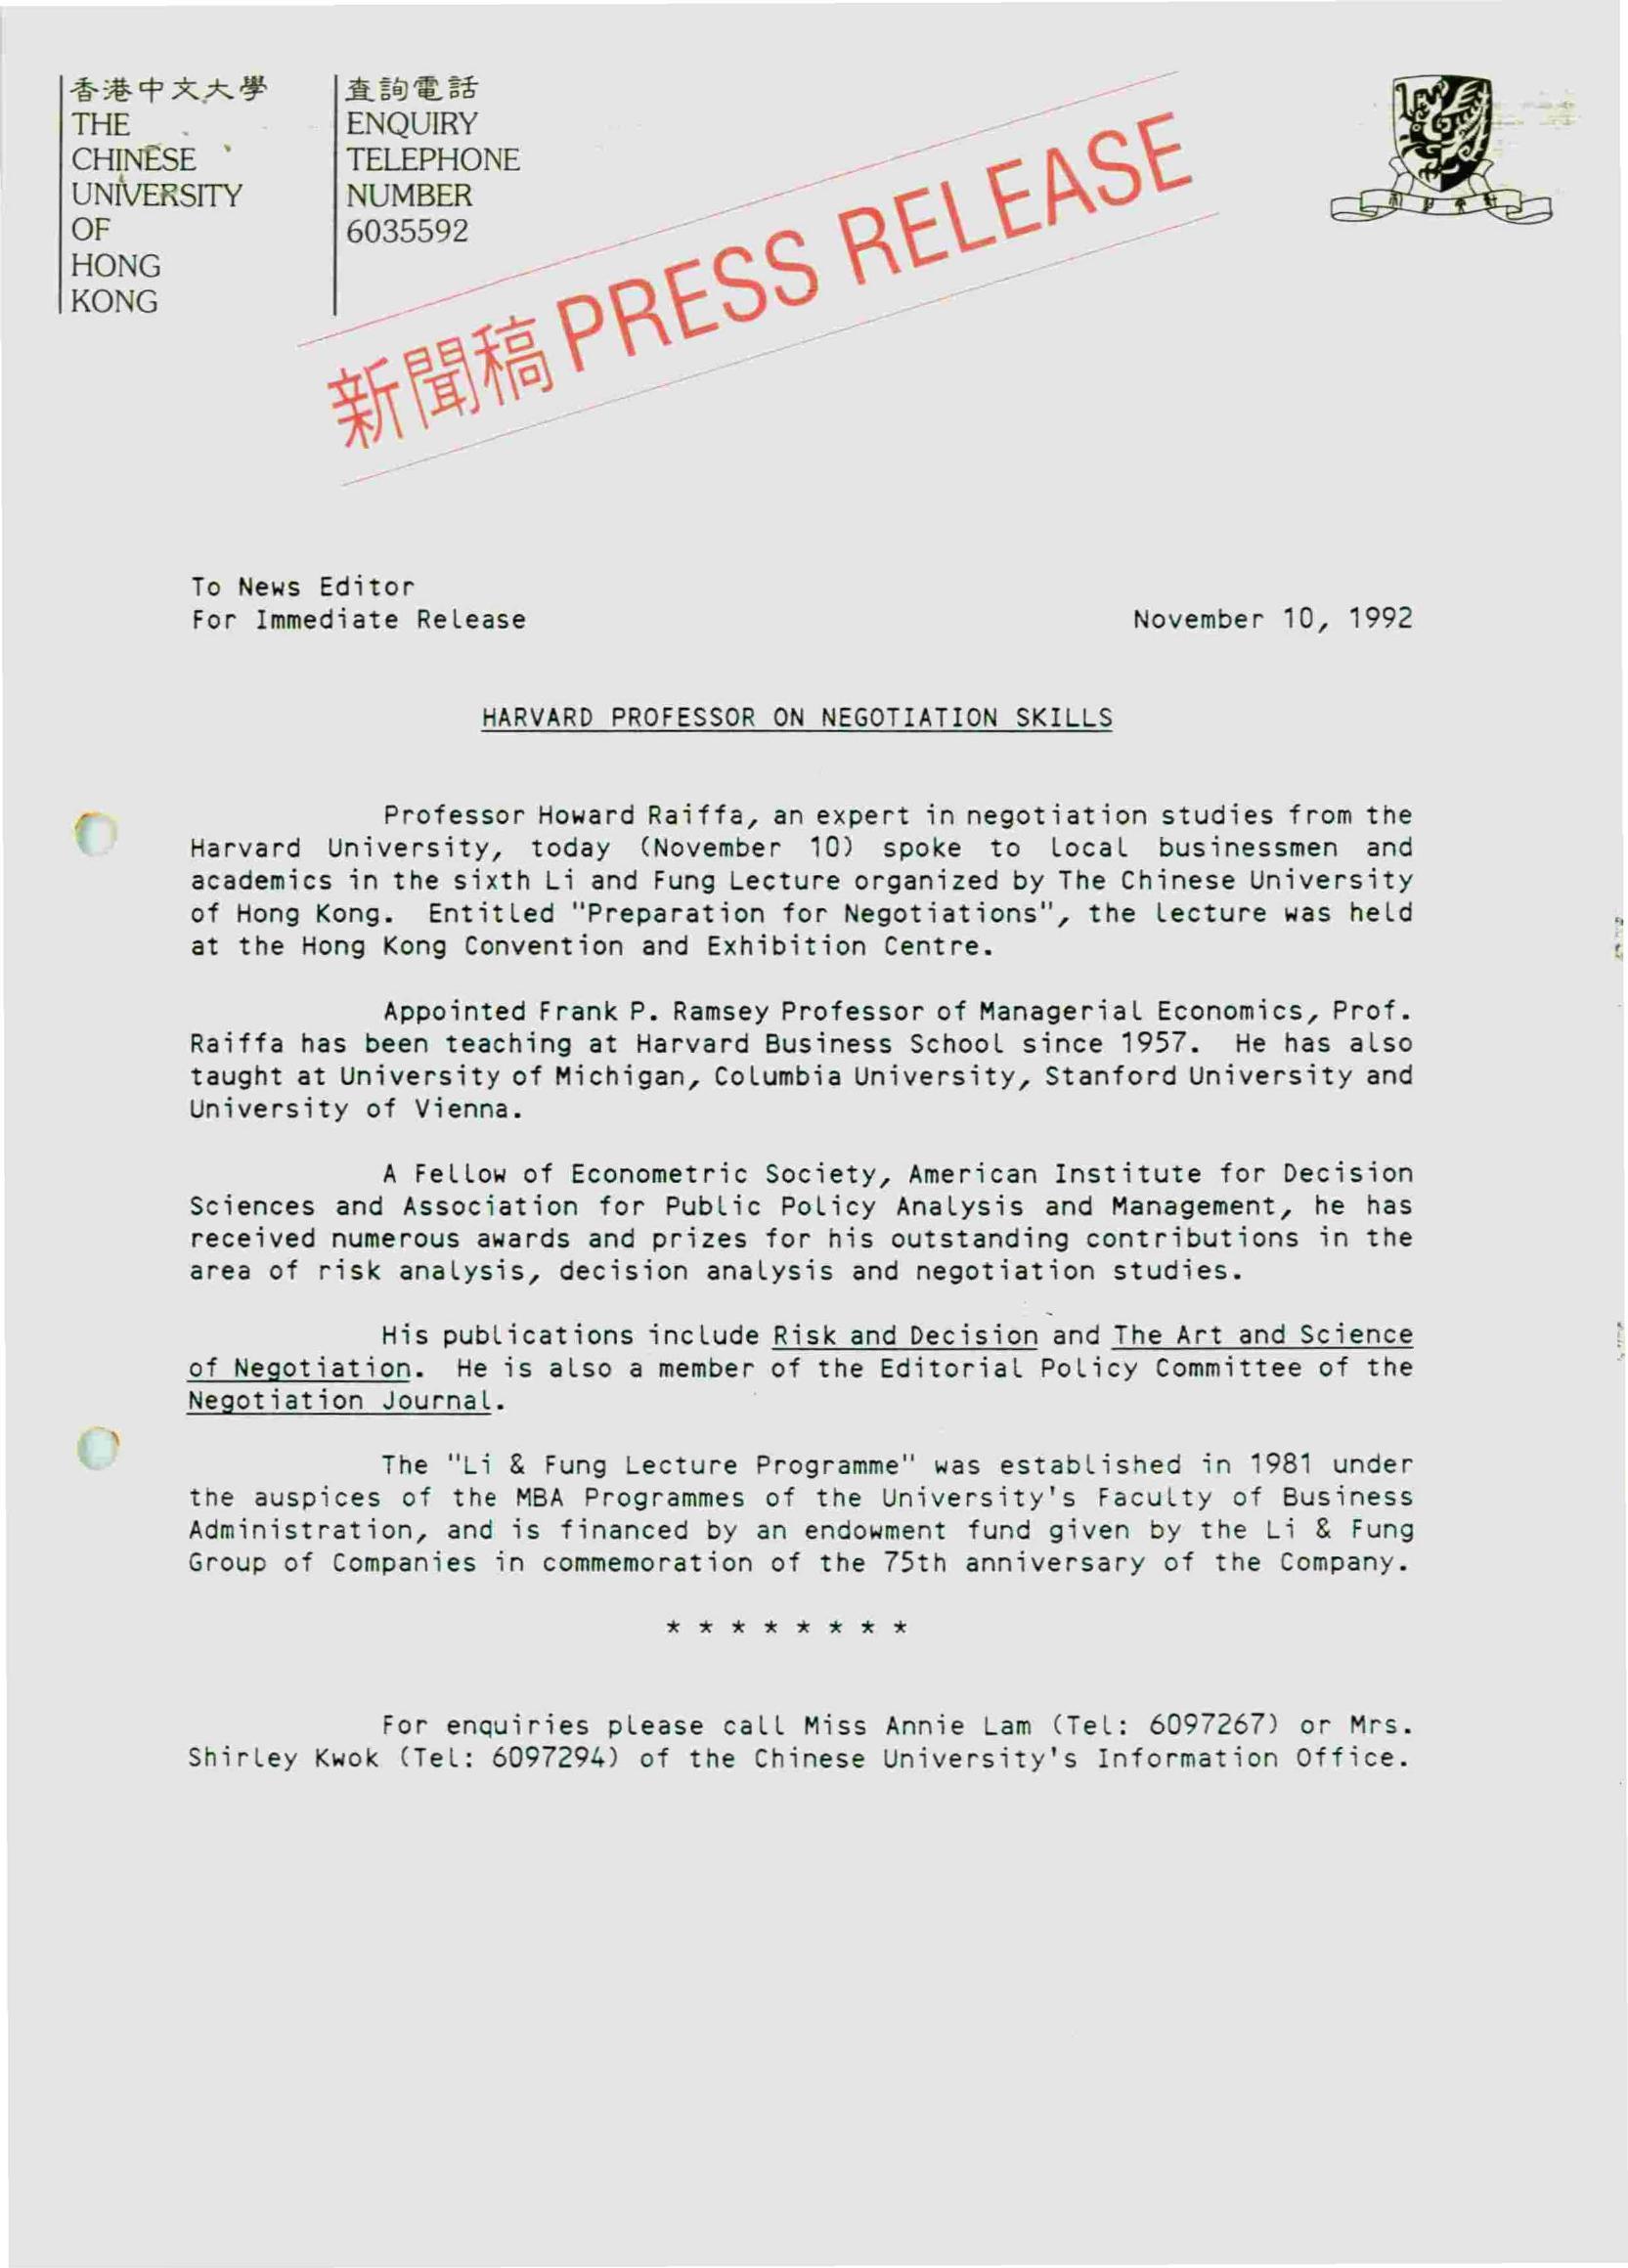 香港中文大學
THE
CHINESE
UNIVERSITY
OF
HONG
KONG
查詢電話
ENQUIRY
TELEPHONE
NUMBER
6035592
新聞稿 PRESS RELEASE
To News Editor
For Immediate Release November 10, 1992
HARVARD PROFESSOR ON NEGOTIATION SKILLS
Professor Howard Raiffa, an expert in negotiation studies from the
Harvard University, today (November 10) spoke to local businessmen and
academics in the sixth Li and Fung Lecture organized by The Chinese University
of Hong Kong. Entitled "Preparation for Negotiations", the lecture was held
at the Hong Kong Convention and Exhibition Centre.
Appointed Frank P. Ramsey Professor of Managerial Economics, Prof.
Raiffa has been teaching at Harvard Business School since 1957. He has also
taught at University of Michigan, Columbia University, Stanford University and
University of Vienna.
A Fellow of Econometric Society, American Institute for Decision
Sciences and Association for Public Policy Analysis and Management, he has
received numerous awards and prizes for his outstanding contributions in the
area of risk analysis, decision analysis and negotiation studies.
His publications include Risk and Decision and The Art and Science
of Negotiation. He is also a member of the Editorial Policy Committee of the
Negotiation Journal.
The "Li & Fung Lecture Programme" was established in 1981 under
the auspices of the MBA Programmes of the University's Faculty of Business
Administration, and is financed by an endowment fund given by the Li & Fung
Group of Companies in commemoration of the 75th anniversary of the Company.
* * * * * * * *
For enquiries please call Miss Annie Lam (Tel: 6097267) or Mrs.
Shirley Kwok (Tel: 6097294) of the Chinese University's Information Office.